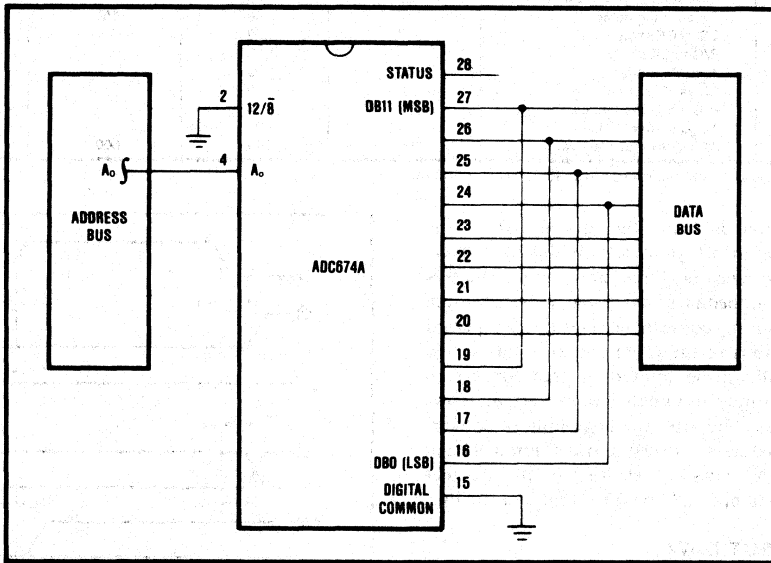 STATUS 28
DB11 (MSB) 27
2 12/8̅
26
A₀ 4 A₀ 25
24
ADDRESS BUS
DATA BUS
23
ADC674A
22
21
20
19
18
17
DB0 (LSB) 16
DIGITAL COMMON 15